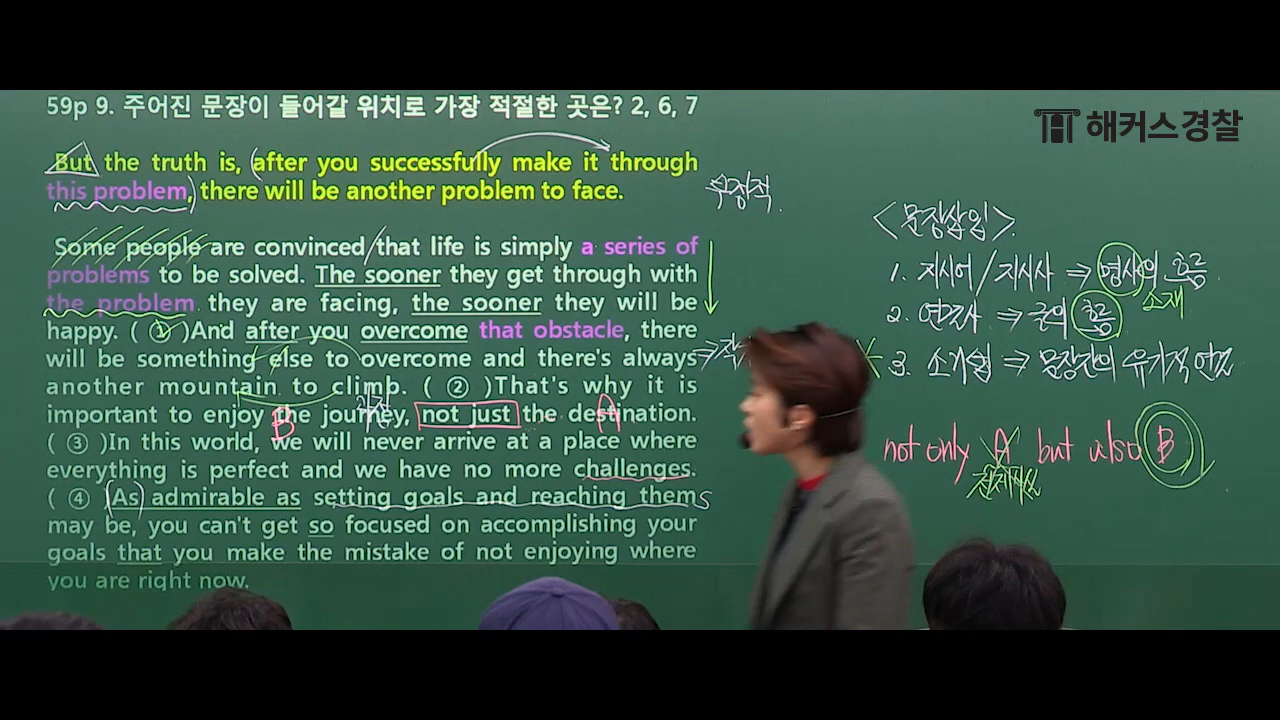 59p 9. 주어진 문장이 들어갈 위치로 가장 적절한 곳은? 2, 6, 7
해커스경찰
But the truth is, after you successfully make it through
this problem, there will be another problem to face.
Some people are convinced that life is simply a series of
problems to be solved. The sooner they get through with
the problem they are facing, the sooner they will be
happy. ( ① )And after you overcome that obstacle, there
will be something else to overcome and there's always
another mountain to climb. ( ② )That's why it is
important to enjoy the journey, not just the destination.
( ③ )In this world, we will never arrive at a place where
everything is perfect and we have no more challenges.
( ④ )As admirable as setting goals and reaching them
may be, you can't get so focused on accomplishing your
goals that you make the mistake of not enjoying where
you are right now.
B
A
S
<문장삽입>
1. 지시어/지시사 ⇒ 명사의 흐름
소재
2. 연결사 ⇒ 글의 흐름
3. 소거법 ⇒ 문장간의 유기적 연결
not only A but also B
전제사실